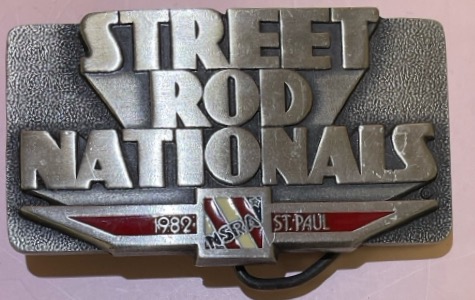 STREET
ROD
NATIONALS
1982 NSRA ST. PAUL